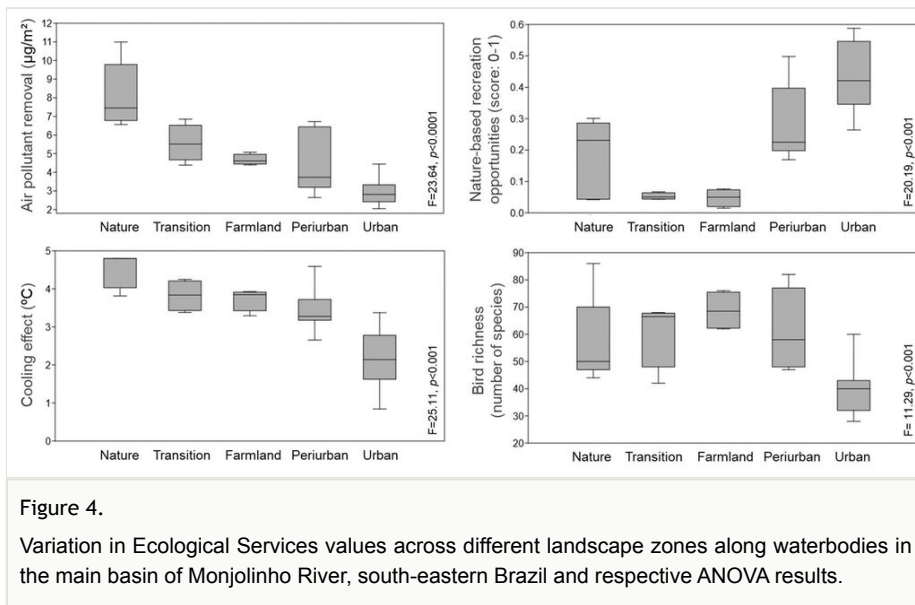 Air pollutant removal (µg/m²)
12
11
10
9
8
7
6
5
4
3
2
Nature Transition Farmland Periurban Urban
F=23.64, p<0.0001
Nature-based recreation
opportunities (score: 0-1)
0.6
0.5
0.4
0.3
0.2
0.1
0.0
Nature Transition Farmland Periurban Urban
F=20.19, p<0.001
Cooling effect (ºC)
5
4
3
2
1
0
Nature Transition Farmland Periurban Urban
F=25.11, p<0.001
Bird richness
(number of species)
90
80
70
60
50
40
30
20
Nature Transition Farmland Periurban Urban
F= 11.29, p<0.001
Figure 4.
Variation in Ecological Services values across different landscape zones along waterbodies in
the main basin of Monjolinho River, south-eastern Brazil and respective ANOVA results.